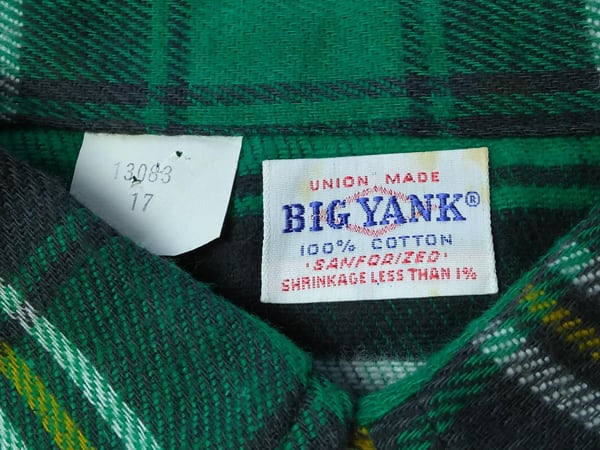 13083
17
UNION MADE
BIG YANK®
100% COTTON
·SANFORIZED·
SHRINKAGE LESS THAN 1%